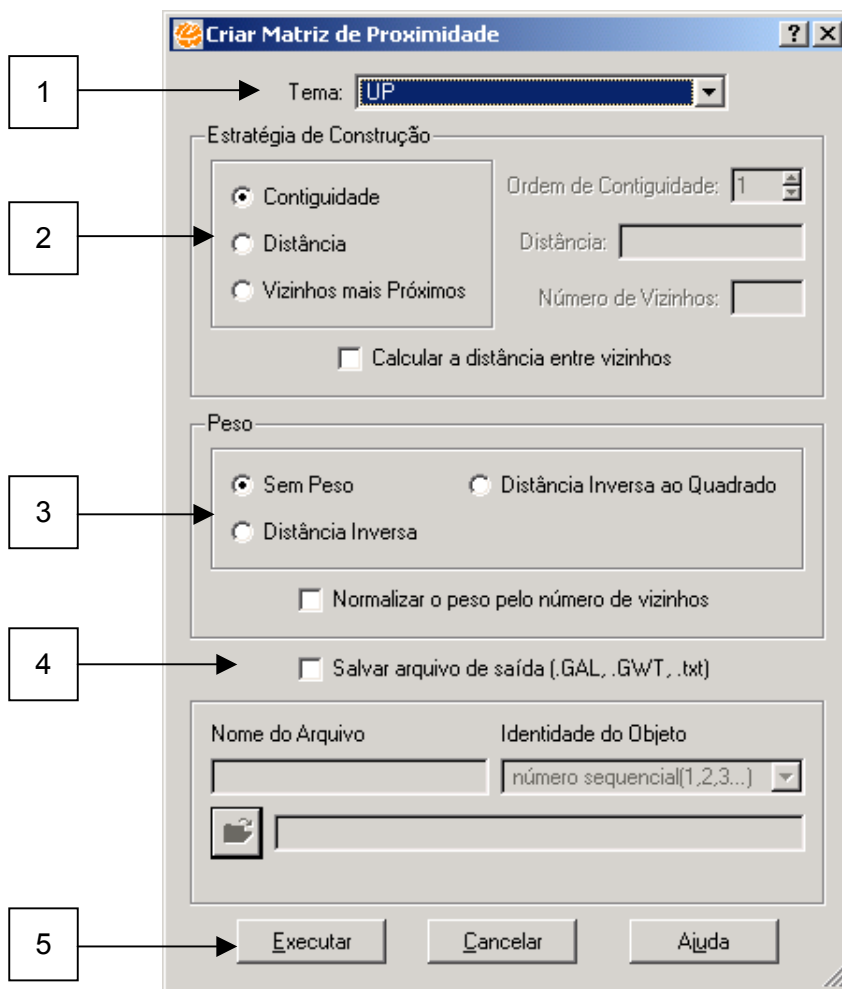 Criar Matriz de Proximidade
1
Tema: UP
Estratégia de Construção
2
Contiguidade
Distância
Vizinhos mais Próximos
Ordem de Contiguidade: 1
Distância:
Número de Vizinhos:
Calcular a distância entre vizinhos
Peso
3
Sem Peso
Distância Inversa ao Quadrado
Distância Inversa
Normalizar o peso pelo número de vizinhos
4
Salvar arquivo de saída (.GAL, .GWT, .txt)
Nome do Arquivo
Identidade do Objeto
número sequencial(1,2,3...)
5
Executar
Cancelar
Ajuda